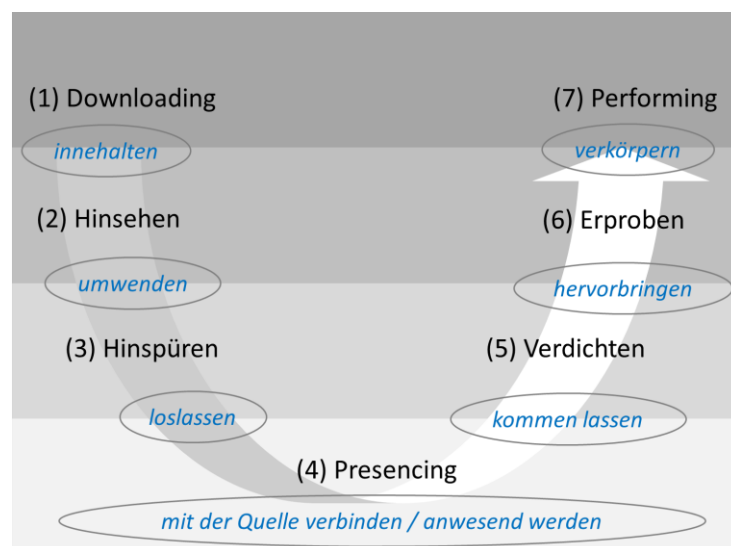 (1) Downloading
(7) Performing
innehalten
verkörpern
(2) Hinsehen
(6) Erproben
umwenden
hervorbringen
(3) Hinspüren
(5) Verdichten
loslassen
kommen lassen
(4) Presencing
mit der Quelle verbinden / anwesend werden